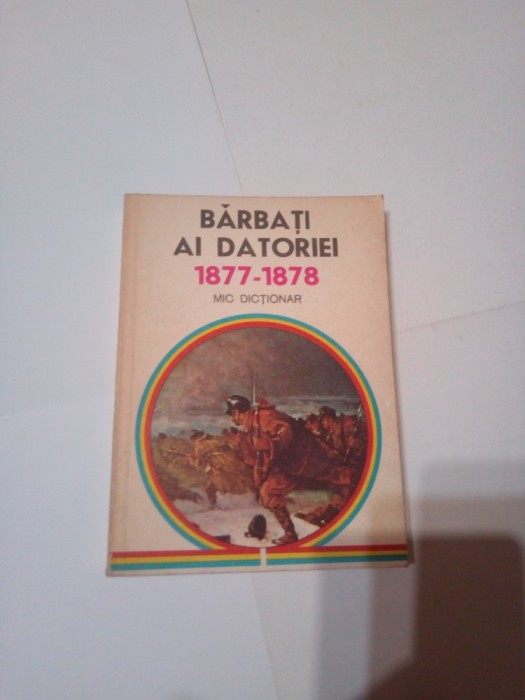 BĂRBAȚI
AI DATORIEI
1877-1878
MIC DICȚIONAR